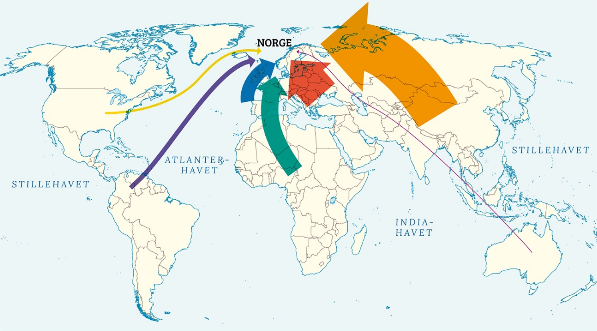 NORGE
ATLANTER-
HAVET
STILLEHAVET
STILLEHAVET
INDIA-
HAVET